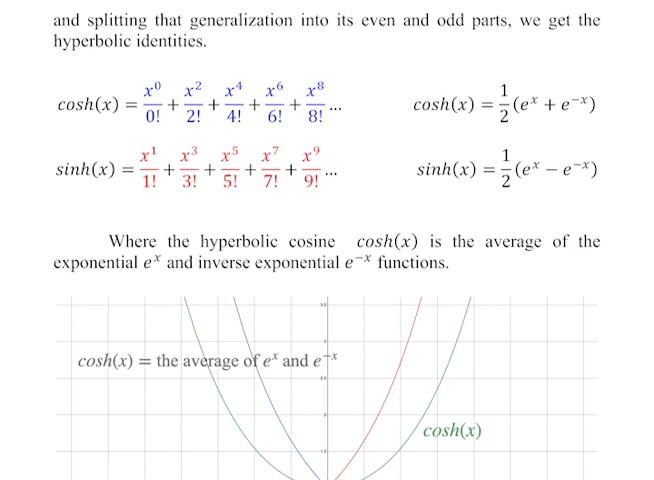 and splitting that generalization into its even and odd parts, we get the
hyperbolic identities.
cosh(x) = x⁰/0! + x²/2! + x⁴/4! + x⁶/6! + x⁸/8! ...
cosh(x) = 1/2 (eˣ + e⁻ˣ)
sinh(x) = x¹/1! + x³/3! + x⁵/5! + x⁷/7! + x⁹/9! ...
sinh(x) = 1/2 (eˣ − e⁻ˣ)
Where the hyperbolic cosine cosh(x) is the average of the
exponential eˣ and inverse exponential e⁻ˣ functions.
cosh(x) = the average of eˣ and e⁻ˣ
cosh(x)